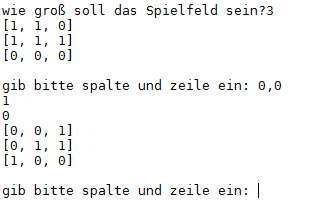 wie groß soll das Spielfeld sein?3
[1, 1, 0]
[1, 1, 1]
[0, 0, 0]
gib bitte spalte und zeile ein: 0,0
1
0
[0, 0, 1]
[0, 1, 1]
[1, 0, 0]
gib bitte spalte und zeile ein: